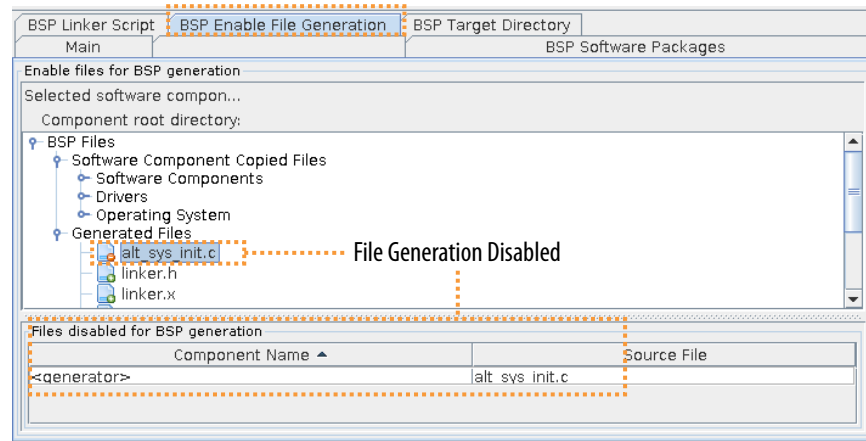 BSP Linker Script BSP Enable File Generation BSP Target Directory
Main BSP Software Packages
Enable files for BSP generation
Selected software compon...
Component root directory:
BSP Files
Software Component Copied Files
Software Components
Drivers
Operating System
Generated Files
alt_sys_init.c File Generation Disabled
linker.h
linker.x
Files disabled for BSP generation
Component Name Source File
<generator> alt_sys_init.c